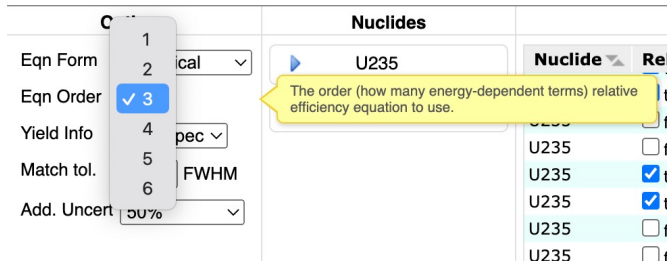 Nuclides
Eqn Form ical
U235
Nuclide Re
Eqn Order
1
2
3
4
5
6
The order (how many energy-dependent terms) relative
efficiency equation to use.
Yield Info pec
Match tol. FWHM
Add. Uncert 50%
U235
U235
U235
U235
U235